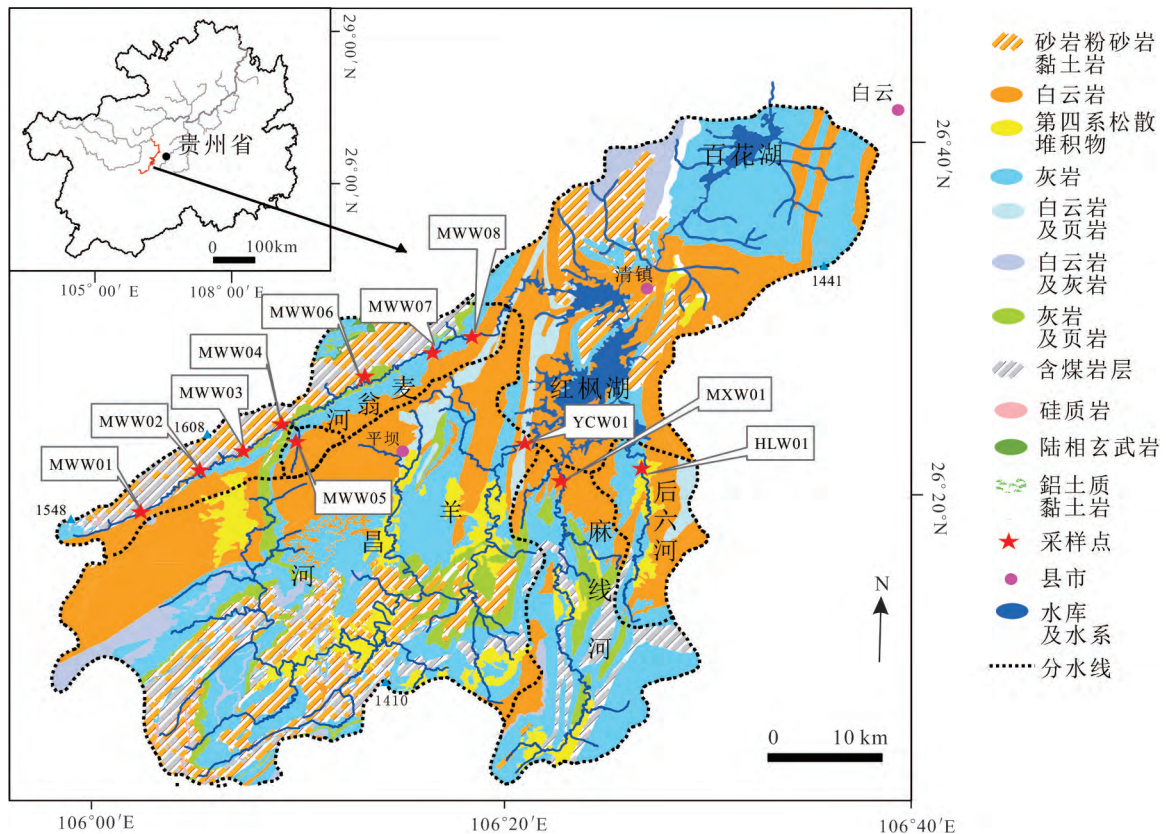 29°00′N
26°00′N
贵州省
0 100km
105°00′E
108°00′E
白云
百花湖
26°40′N
1441
清镇
MWW08
MWW07
MWW06
MWW04
MWW03
MWW02
MWW01
1608
1548
麦
翁
河
平坝
MWW05
红枫湖
YCW01
MXW01
HLW01
26°20′N
后
六
河
羊
昌
河
麻
线
河
1410
N
0 10 km
106°00′E
106°20′E
106°40′E
砂岩粉砂岩
黏土岩
白云岩
第四系松散
堆积物
灰岩
白云岩
及页岩
白云岩
及灰岩
灰岩
及页岩
含煤岩层
硅质岩
陆相玄武岩
鋁土质
黏土岩
采样点
县市
水库
及水系
分水线